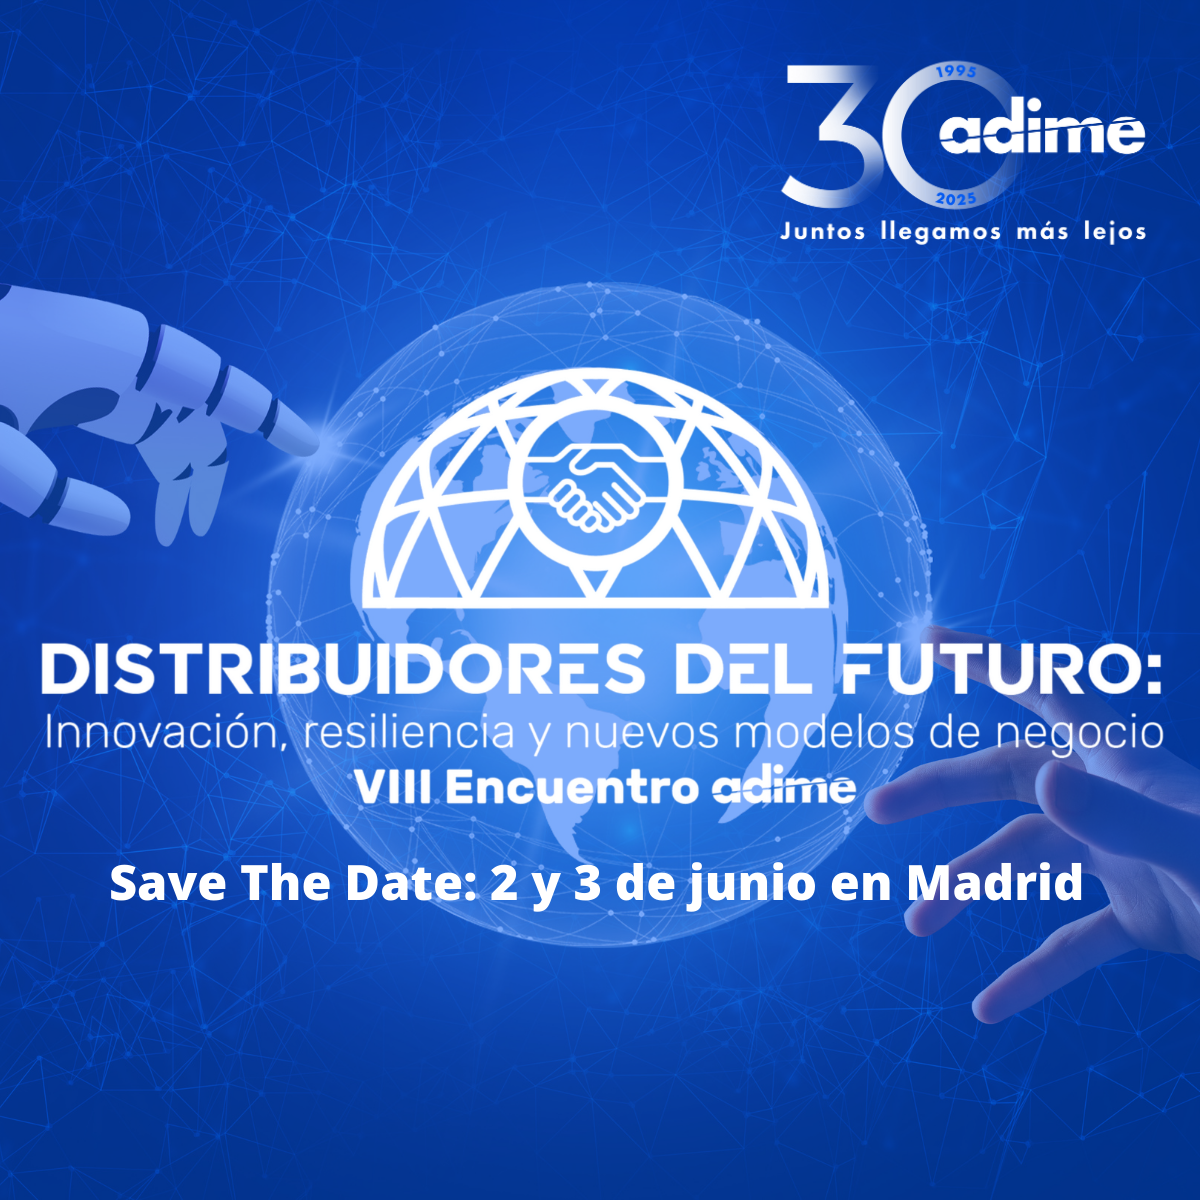 30
1995
adime
2025
Juntos llegamos más lejos
DISTRIBUIDORES DEL FUTURO:
Innovación, resiliencia y nuevos modelos de negocio
VIII Encuentro adime
Save The Date: 2 y 3 de junio en Madrid